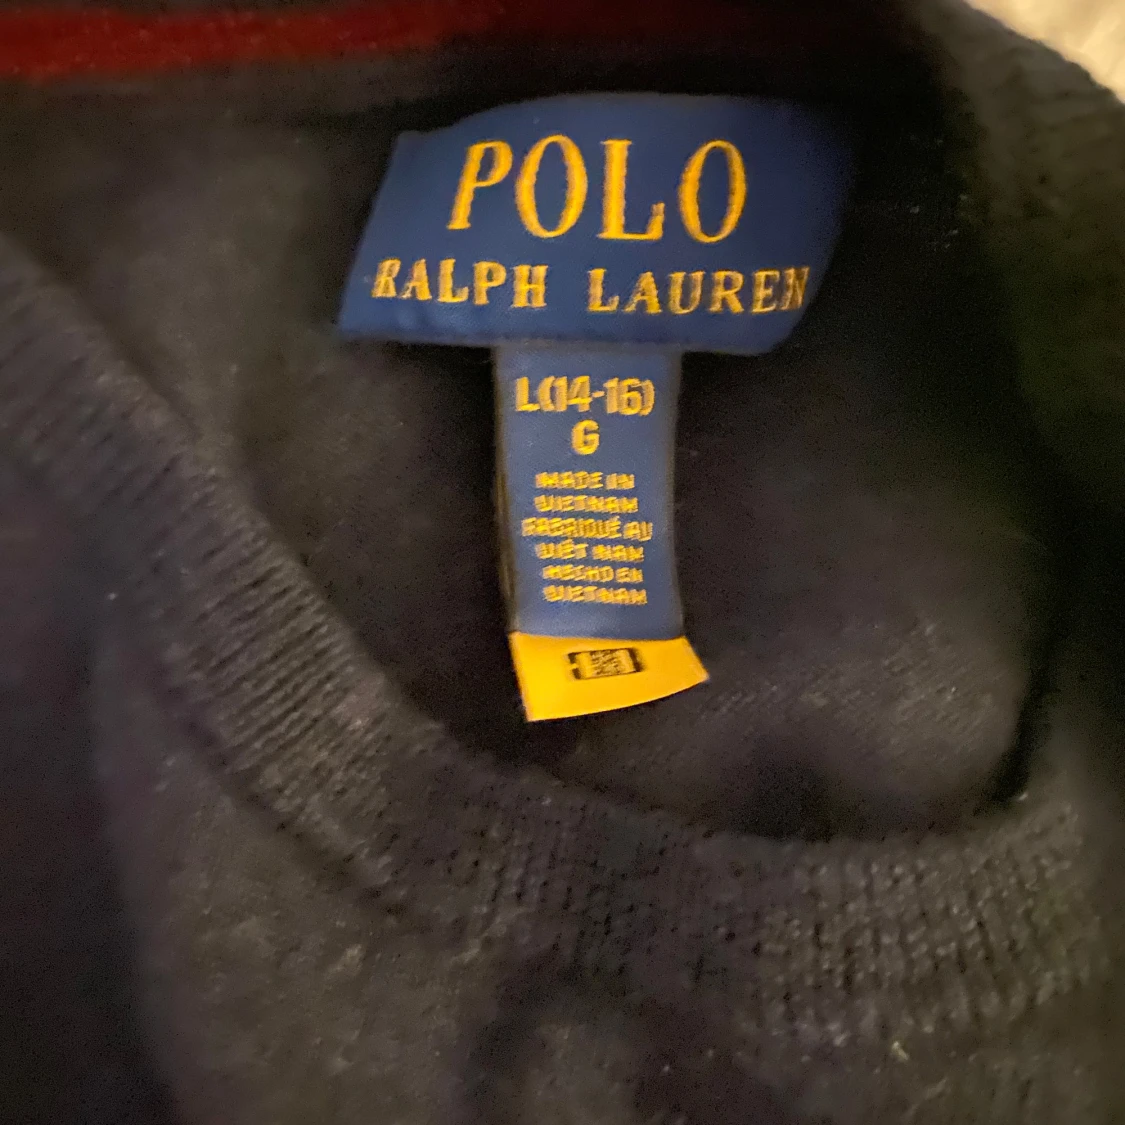 POLO
RALPH LAUREN
L(14-16)
G
MADE IN
VIETNAM
FABRIQUÉ AU
VIÊT NAM
HECHO EN
VIETNAM